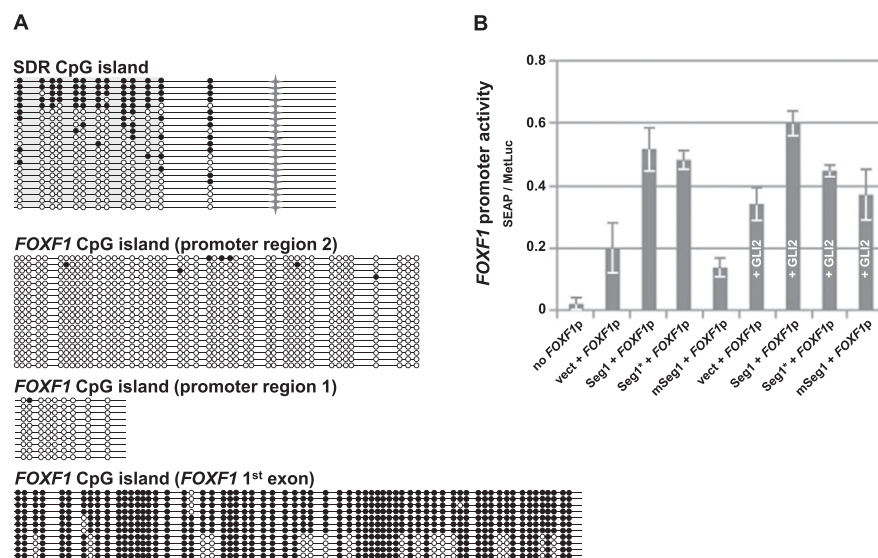 A
SDR CpG island
FOXF1 CpG island (promoter region 2)
FOXF1 CpG island (promoter region 1)
FOXF1 CpG island (FOXF1 1st exon)
B
FOXF1 promoter activity
SEAP / MetLuc
0.8
0.6
0.4
0.2
0
+ GLI2
+ GLI2
+ GLI2
+ GLI2
no FOXF1p
vect + FOXF1p
Seg1 + FOXF1p
Seg1* + FOXF1p
mSeg1 + FOXF1p
vect + FOXF1p
Seg1 + FOXF1p
Seg1* + FOXF1p
mSeg1 + FOXF1p